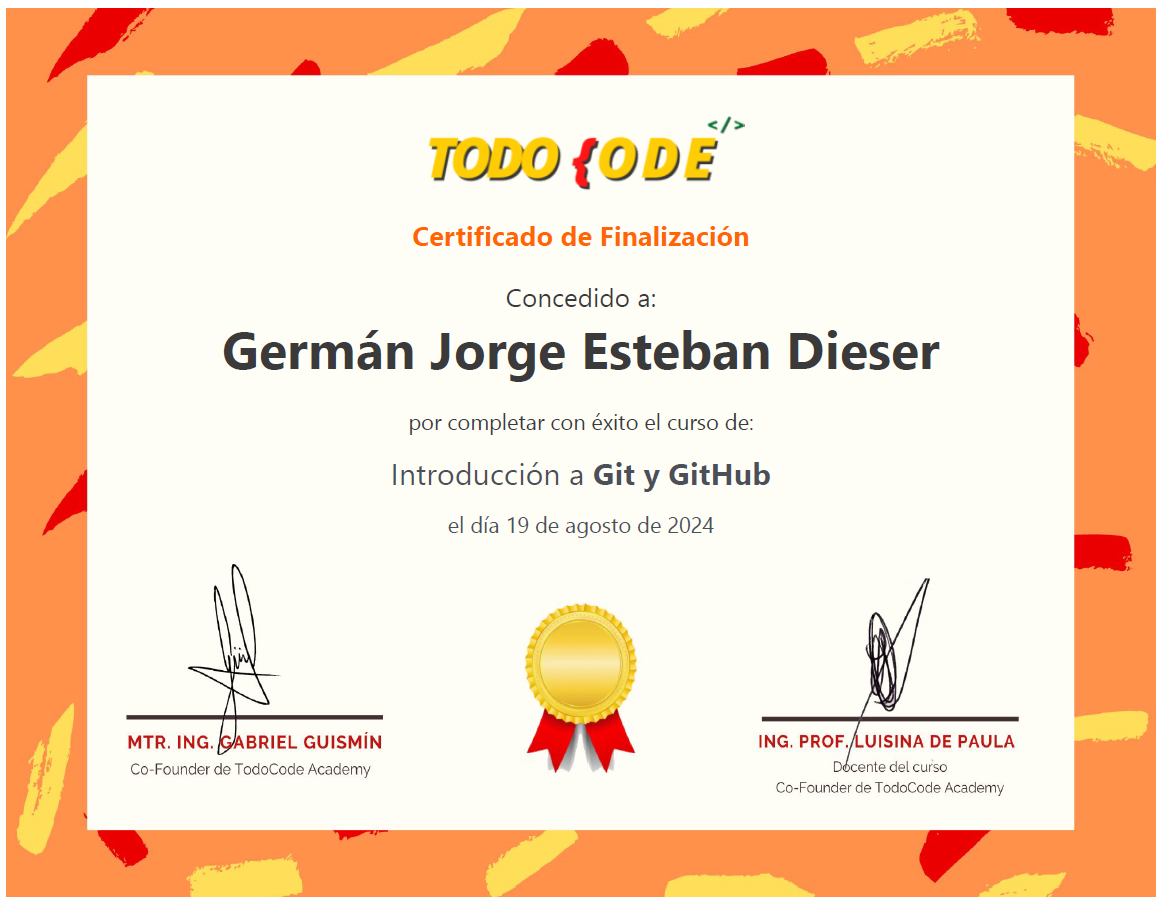 </>
TODO {ODE
Certificado de Finalización
Concedido a:
Germán Jorge Esteban Dieser
por completar con éxito el curso de:
Introducción a Git y GitHub
el día 19 de agosto de 2024
MTR. ING. GABRIEL GUISMÍN
Co-Founder de TodoCode Academy
ING. PROF. LUISINA DE PAULA
Docente del curso
Co-Founder de TodoCode Academy